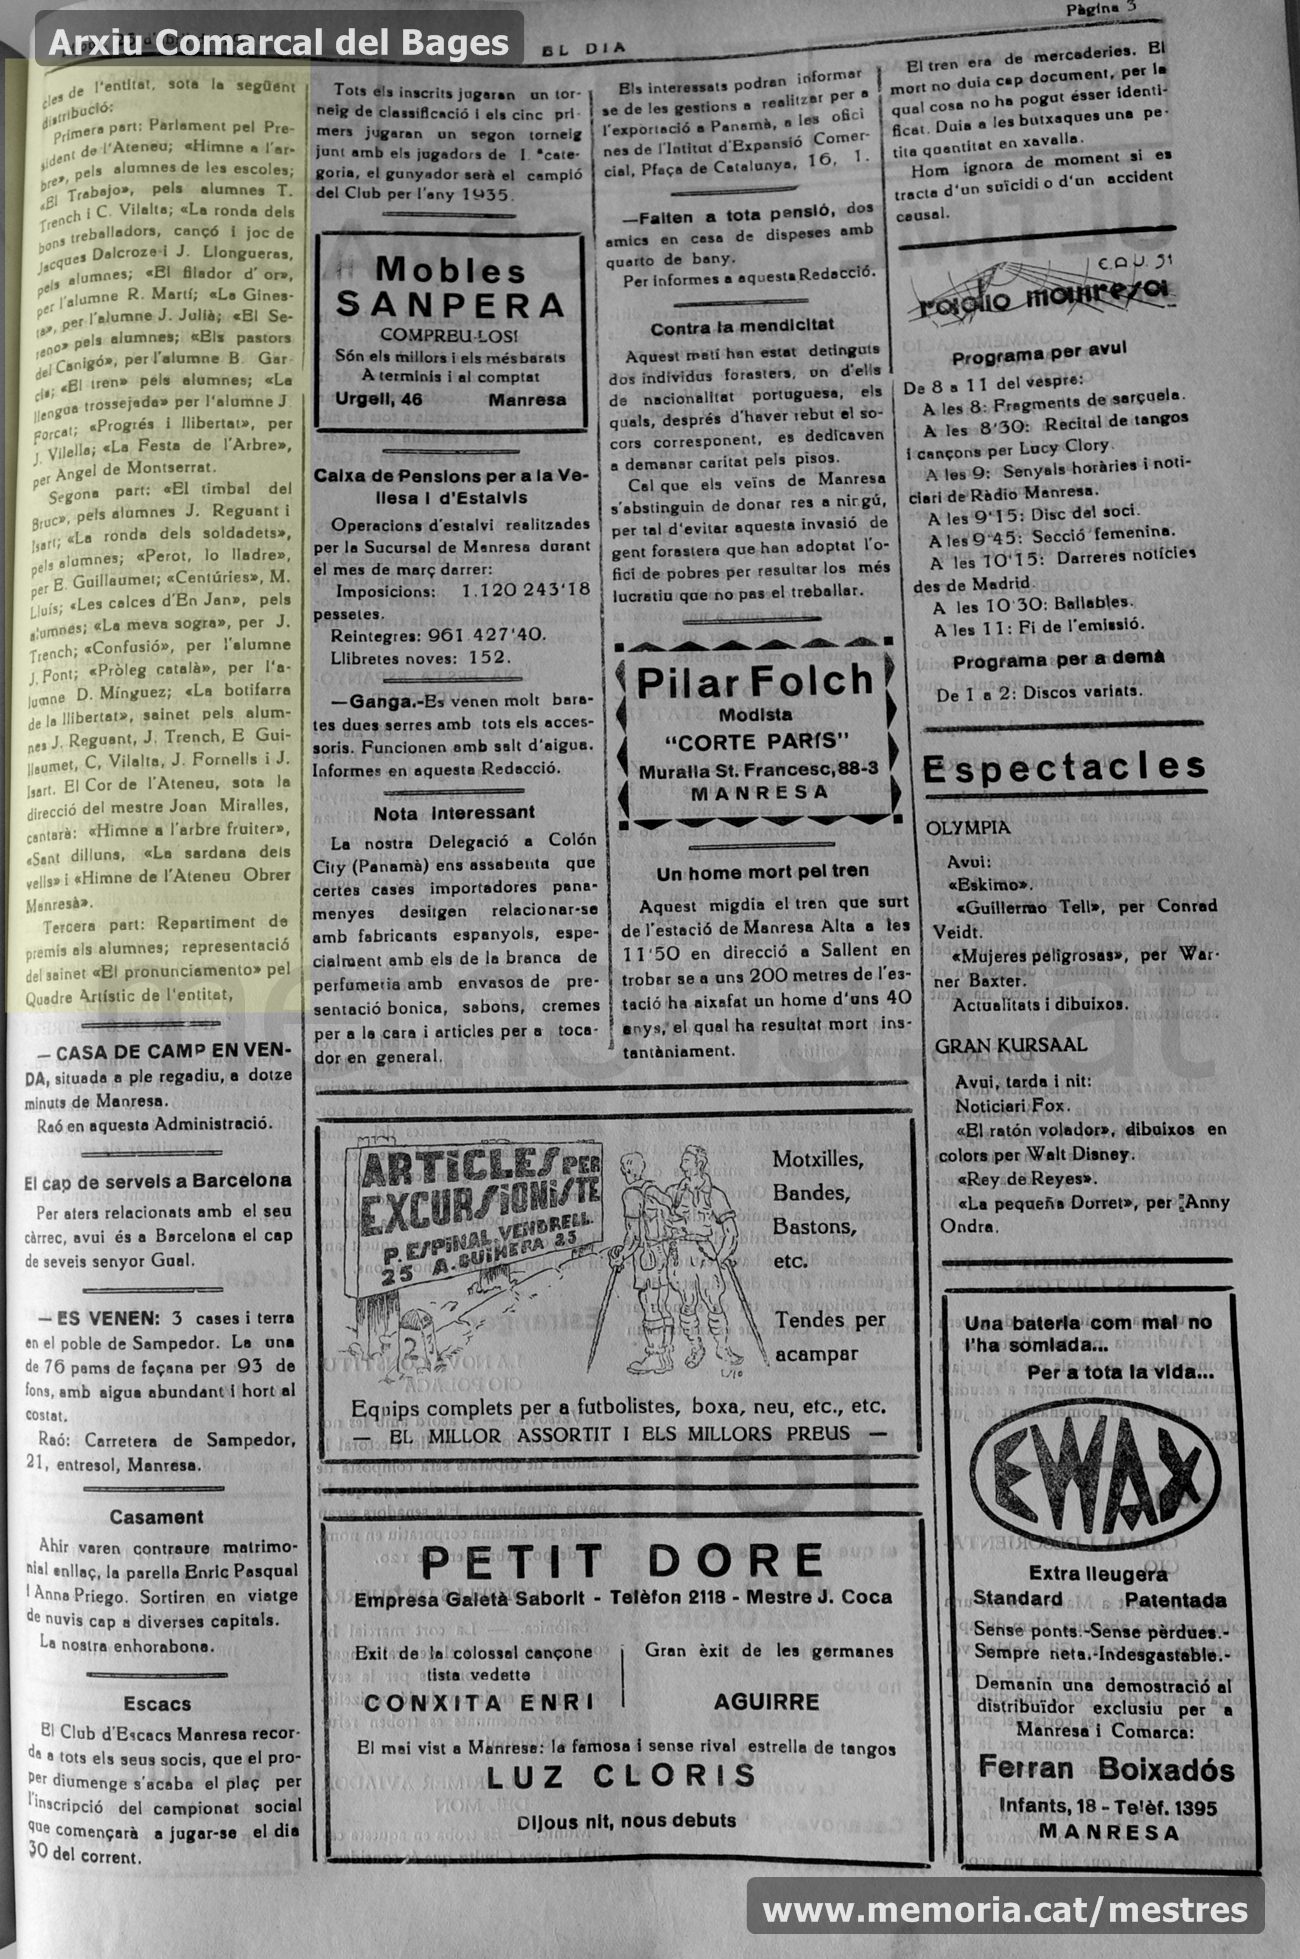 Arxiu Comarcal del Bages
EL DIA
Pàgina 3
cles de l'entitat, sota la següent
distribució:
Primera part: Parlament pel Pre-
sident de l'Ateneu; «Himne a l'ar-
bre», pels alumnes de les escoles;
«El Trabajo», pels alumnes T.
Trench i C. Vilalta; «La ronda dels
bons treballadors, cançó i joc de
Jacques Dalcroze i J. Llongueras,
pels alumnes; «El filador d'or»,
per l'alumne R. Martí; «La Gines-
ta», per l'alumne J. Julià; «El Se-
reno» pels alumnes; «Els pastors
del Canigó», per l'alumne B. Gar-
cia; «El tren» pels alumnes; «La
llengua trossejada» per l'alumne J.
Forcat; «Progrés i llibertat», per
J. Vilella; «La Festa de l'Arbre»,
per Angel de Montserrat.
Segona part: «El timbal del
Bruc», pels alumnes J. Reguant i
Isart; «La ronda dels soldadets»,
pels alumnes; «Perot, lo lladre»,
per E. Guillaumet; «Centúries», M.
Lluís; «Les calces d'En Jan», pels
alumnes; «La meva sogra», per J.
Trench; «Confusió», per l'alumne
J. Pont; «Pròleg català», per l'a-
lumne D. Mínguez; «La botifarra
de la llibertat», sainet pels alum-
nes J. Reguant, J. Trench, E Gui-
llaumet, C, Vilalta, J. Fornells i J.
Isart. El Cor de l'Ateneu, sota la
direcció del mestre Joan Miralles,
cantarà: «Himne a l'arbre fruiter»,
«Sant dilluns, «La sardana dels
vells» i «Himne de l'Ateneu Obrer
Manresà».
Tercera part: Repartiment de
premis als alumnes; representació
del sainet «El pronunciamento» pel
Quadre Artístic de l'entitat,
— CASA DE CAMP EN VEN-
DA, situada a ple regadiu, a dotze
minuts de Manresa.
Raó en aquesta Administració.
El cap de serveis a Barcelona
Per afers relacionats amb el seu
càrrec, avui és a Barcelona el cap
de seveis senyor Gual.
— ES VENEN: 3 cases i terra
en el poble de Sampedor. La una
de 76 pams de façana per 93 de
fons, amb aigua abundant i hort al
costat.
Raó: Carretera de Sampedor,
21, entresol, Manresa.
Casament
Ahir varen contraure matrimo-
nial enllaç, la parella Enric Pasqual
i Anna Priego. Sortiren en viatge
de nuvis cap a diverses capitals.
La nostra enhorabona.
Escacs
El Club d'Escacs Manresa recor-
da a tots els seus socis, que el pro-
per diumenge s'acaba el plaç per
l'inscripció del campionat social
que començarà a jugar-se el dia
30 del corrent.
Tots els inscrits jugaran un tor-
neig de classificació i els cinc pri-
mers jugaran un segon torneig
junt amb els jugadors de 1.ª cate-
goria, el gunyador serà el campió
del Club per l'any 1935.
Mobles
SANPERA
COMPREU-LOS!
Són els millors i els més barats
A terminis i al comptat
Urgell, 46 Manresa
Caixa de Pensions per a la Ve-
llesa i d'Estalvis
Operacions d'estalvi realitzades
per la Sucursal de Manresa durant
el mes de març darrer:
Imposicions: 1.120 243'18
pessetes.
Reintegres: 961.427'40.
Llibretes noves: 152.
—Ganga.-Es venen molt bara-
tes dues serres amb tots els acces-
soris. Funcionen amb salt d'aigua.
Informes en aquesta Redacció.
Nota interessant
La nostra Delegació a Colón
City (Panamà) ens assabenta que
certes cases importadores pana-
menyes desitgen relacionar-se
amb fabricants espanyols, espe-
cialment amb els de la branca de
perfumeria amb envasos de pre-
sentació bonica, sabons, cremes
per a la cara i articles per a toca-
dor en general.
Els interessats podran informar
se de les gestions a realitzar per a
l'exportació a Panamà, a les ofici
nes de l'Intitut d'Expansió Comer-
cial, Plaça de Catalunya, 16, 1.
—Falten a tota pensió, dos
amics en casa de dispeses amb
quarto de bany.
Per informes a aquesta Redacció.
Contra la mendicitat
Aquest matí han estat detinguts
dos individus forasters, un d'ells
de nacionalitat portuguesa, els
quals, després d'haver rebut el so-
cors corresponent, es dedicaven
a demanar caritat pels pisos.
Cal que els veïns de Manresa
s'abstinguin de donar res a ningú,
per tal d'evitar aquesta invasió de
gent forastera que han adoptat l'o-
fici de pobres per resultar los més
lucratiu que no pas el treballar.
Pilar Folch
Modista
"CORTE PARÍS"
Muralla St. Francesc, 88-3
MANRESA
Un home mort pel tren
Aquest migdia el tren que surt
de l'estació de Manresa Alta a les
11'50 en direcció a Sallent en
trobar se a uns 200 metres de l'es-
tació ha aixafat un home d'uns 40
anys, el qual ha resultat mort ins-
tantàniament.
El tren era de mercaderies. El
mort no duia cap document, per la
qual cosa no ha pogut ésser identi-
ficat. Duia a les butxaques una pe-
tita quantitat en xavalla.
Hom ignora de moment si es
tracta d'un suïcidi o d'un accident
causal.
E.A.J. 51
radio manresa
Programa per avui
De 8 a 11 del vespre:
A les 8: Fragments de sarçuela.
A les 8'30: Recital de tangos
i cançons per Lucy Clory.
A les 9: Senyals horàries i noti-
ciari de Ràdio Manresa.
A les 9'15: Disc del soci.
A les 9'45: Secció femenina.
A les 10'15: Darreres notícies
des de Madrid
A les 10'30: Ballables.
A les 11: Fi de l'emissió.
Programa per a demà
De 1 a 2: Discos variats.
Espectacles
OLYMPIA
Avui:
«Eskimo».
«Guillermo Tell», per Conrad
Veidt.
«Mujeres peligrosas», per War-
ner Baxter.
Actualitats i dibuixos.
GRAN KURSAAL
Avui, tarda i nit:
Noticiari Fox.
«El ratón volador», dibuixos en
colors per Walt Disney.
«Rey de Reyes».
«La pequeña Dorret», per Anny
Ondra.
ARTICLES PER
EXCURSIONISTE
P. ESPINAL VENDRELL
25 A. GUIMERA 25
Motxilles,
Bandes,
Bastons,
etc.
Tendes per
acampar
Equips complets per a futbolistes, boxa, neu, etc., etc.
— EL MILLOR ASSORTIT I ELS MILLORS PREUS —
PETIT DORE
Empresa Galetà Saborit - Telèfon 2118 - Mestre J. Coca
Exit de la colossal cançone
tista vedette
CONXITA ENRI
Gran èxit de les germanes
AGUIRRE
El mai vist a Manresa: la famosa i sense rival estrella de tangos
LUZ CLORIS
Dijous nit, nous debuts
Una bateria com mai no
l'ha somiada...
Per a tota la vida...
EWAX
Extra lleugera
Standard Patentada
Sense ponts.-Sense pèrdues.-
Sempre neta.-Indesgastable.-
Demanin una demostració al
distribuïdor exclusiu per a
Manresa i Comarca:
Ferran Boixadós
Infants, 18 - Telèf. 1395
MANRESA
www.memoria.cat/mestres